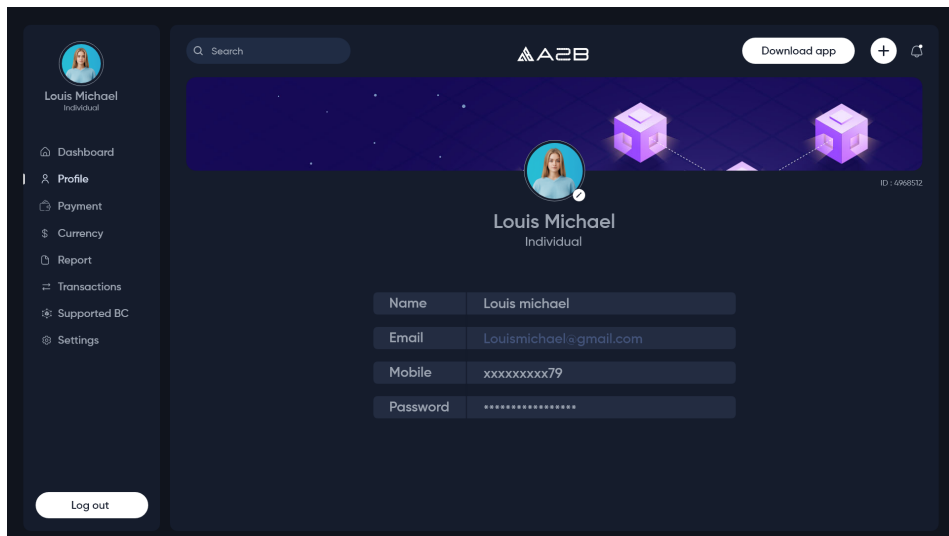 Louis Michael
Individual
Dashboard
Profile
Payment
$ Currency
Report
Transactions
Supported BC
Settings
Log out
Search
A2B
Download app
ID : 4968512
Louis Michael
Individual
Name Louis michael
Email Louismichael@gmail.com
Mobile xxxxxxxxx79
Password *****************